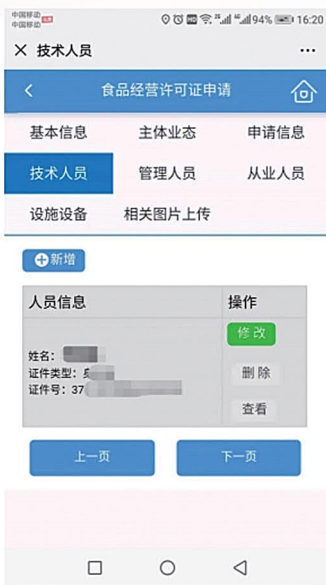 中国移动
中国移动
94% 16:20
× 技术人员 ...
食品经营许可证申请
基本信息 主体业态 申请信息
技术人员 管理人员 从业人员
设施设备 相关图片上传
新增
人员信息 操作
修改
姓名：
证件类型：
删除
证件号：37
查看
上一页 下一页